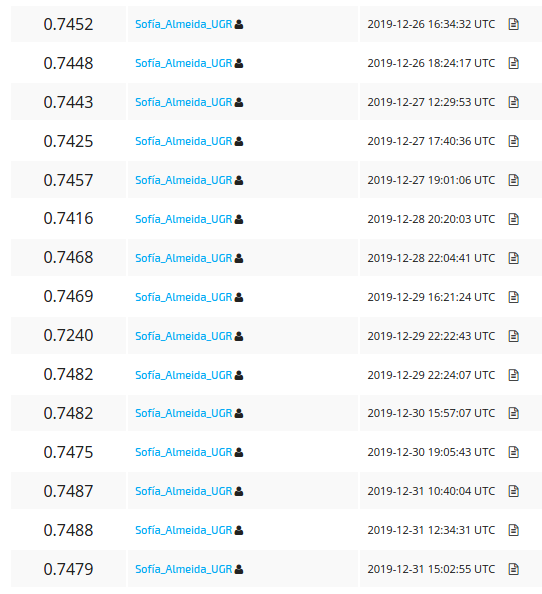 0.7452 Sofía_Almeida_UGR 2019-12-26 16:34:32 UTC
0.7448 Sofía_Almeida_UGR 2019-12-26 18:24:17 UTC
0.7443 Sofía_Almeida_UGR 2019-12-27 12:29:53 UTC
0.7425 Sofía_Almeida_UGR 2019-12-27 17:40:36 UTC
0.7457 Sofía_Almeida_UGR 2019-12-27 19:01:06 UTC
0.7416 Sofía_Almeida_UGR 2019-12-28 20:20:03 UTC
0.7468 Sofía_Almeida_UGR 2019-12-28 22:04:41 UTC
0.7469 Sofía_Almeida_UGR 2019-12-29 16:21:24 UTC
0.7240 Sofía_Almeida_UGR 2019-12-29 22:22:43 UTC
0.7482 Sofía_Almeida_UGR 2019-12-29 22:24:07 UTC
0.7482 Sofía_Almeida_UGR 2019-12-30 15:57:07 UTC
0.7475 Sofía_Almeida_UGR 2019-12-30 19:05:43 UTC
0.7487 Sofía_Almeida_UGR 2019-12-31 10:40:04 UTC
0.7488 Sofía_Almeida_UGR 2019-12-31 12:34:31 UTC
0.7479 Sofía_Almeida_UGR 2019-12-31 15:02:55 UTC